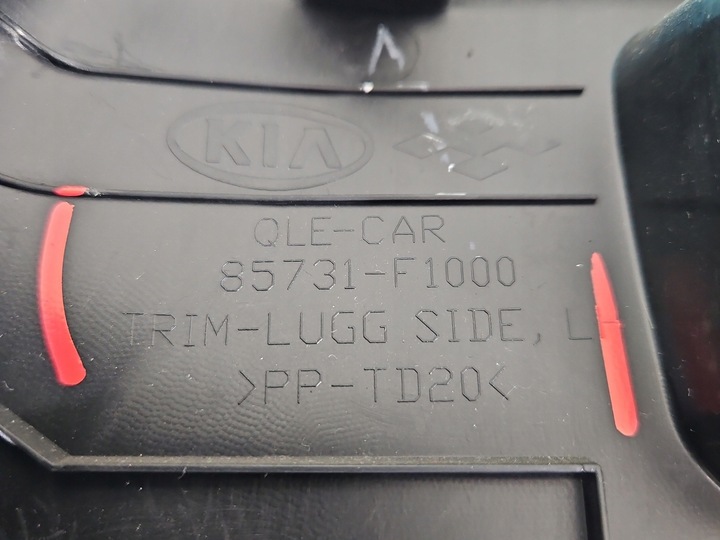 KIA
QLE-CAR
85731-F1000
TRIM-LUGG SIDE, L
>PP-TD20<